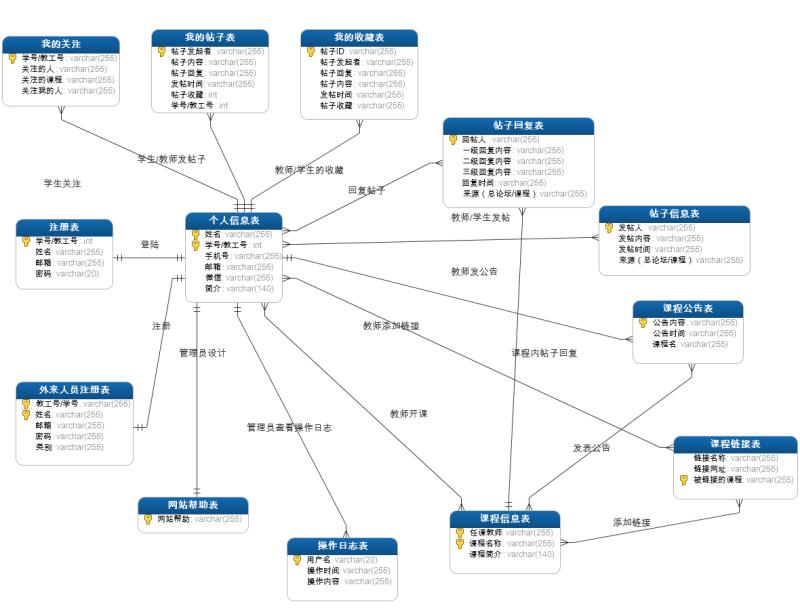 我的关注
学号/教工号: varchar(255)
关注的人: varchar(255)
关注的课程: varchar(255)
关注我的人: varchar(255)
我的帖子表
帖子发起者: varchar(255)
帖子内容: varchar(255)
帖子回复: varchar(255)
发帖时间: varchar(255)
帖子收藏: int
学号/教工号: int
我的收藏表
帖子ID: varchar(255)
帖子发起者: varchar(255)
帖子回复: varchar(255)
帖子内容: varchar(255)
发帖时间: varchar(255)
帖子收藏: varchar(255)
帖子回复表
回帖人: varchar(255)
一级回复内容: varchar(255)
二级回复内容: varchar(255)
三级回复内容: varchar(255)
回复时间: varchar(255)
来源（总论坛/课程）: varchar(255)
学生/教师发帖子
教师/学生的收藏
学生关注
回复帖子
教师/学生发帖
帖子信息表
发帖人: varchar(255)
发帖内容: varchar(255)
发帖时间: varchar(255)
来源（总论坛/课程）: varchar(255)
注册表
学号/教工号: int
姓名: varchar(255)
邮箱: varchar(255)
密码: varchar(20)
登陆
个人信息表
姓名: varchar(255)
学号/教工号: int
手机号: varchar(255)
邮箱: varchar(255)
微信: varchar(255)
简介: varchar(140)
教师发公告
课程公告表
公告内容: varchar(255)
公告时间: varchar(255)
课程名: varchar(255)
注册
教师添加链接
管理员设计
课程内帖子回复
外来人员注册表
教工号/学号: varchar(255)
姓名: varchar(255)
邮箱: varchar(255)
密码: varchar(255)
类别: varchar(255)
教师开课
管理员查看操作日志
发表公告
课程链接表
链接名称: varchar(255)
链接网址: varchar(255)
被链接的课程: varchar(255)
网站帮助表
网站帮助: varchar(255)
课程信息表
任课教师: varchar(255)
课程名称: varchar(255)
课程简介: varchar(140)
添加链接
操作日志表
用户名: varchar(20)
操作时间: varchar(255)
操作内容: varchar(255)